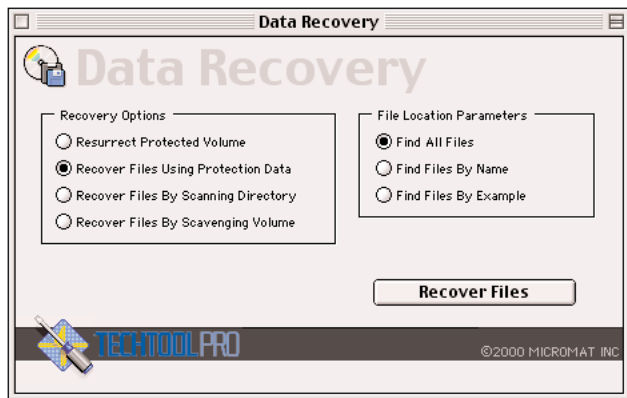 Data Recovery
Data Recovery
Recovery Options
Resurrect Protected Volume
Recover Files Using Protection Data
Recover Files By Scanning Directory
Recover Files By Scavenging Volume
File Location Parameters
Find All Files
Find Files By Name
Find Files By Example
Recover Files
TECHTOOL PRO
©2000 MICROMAT INC